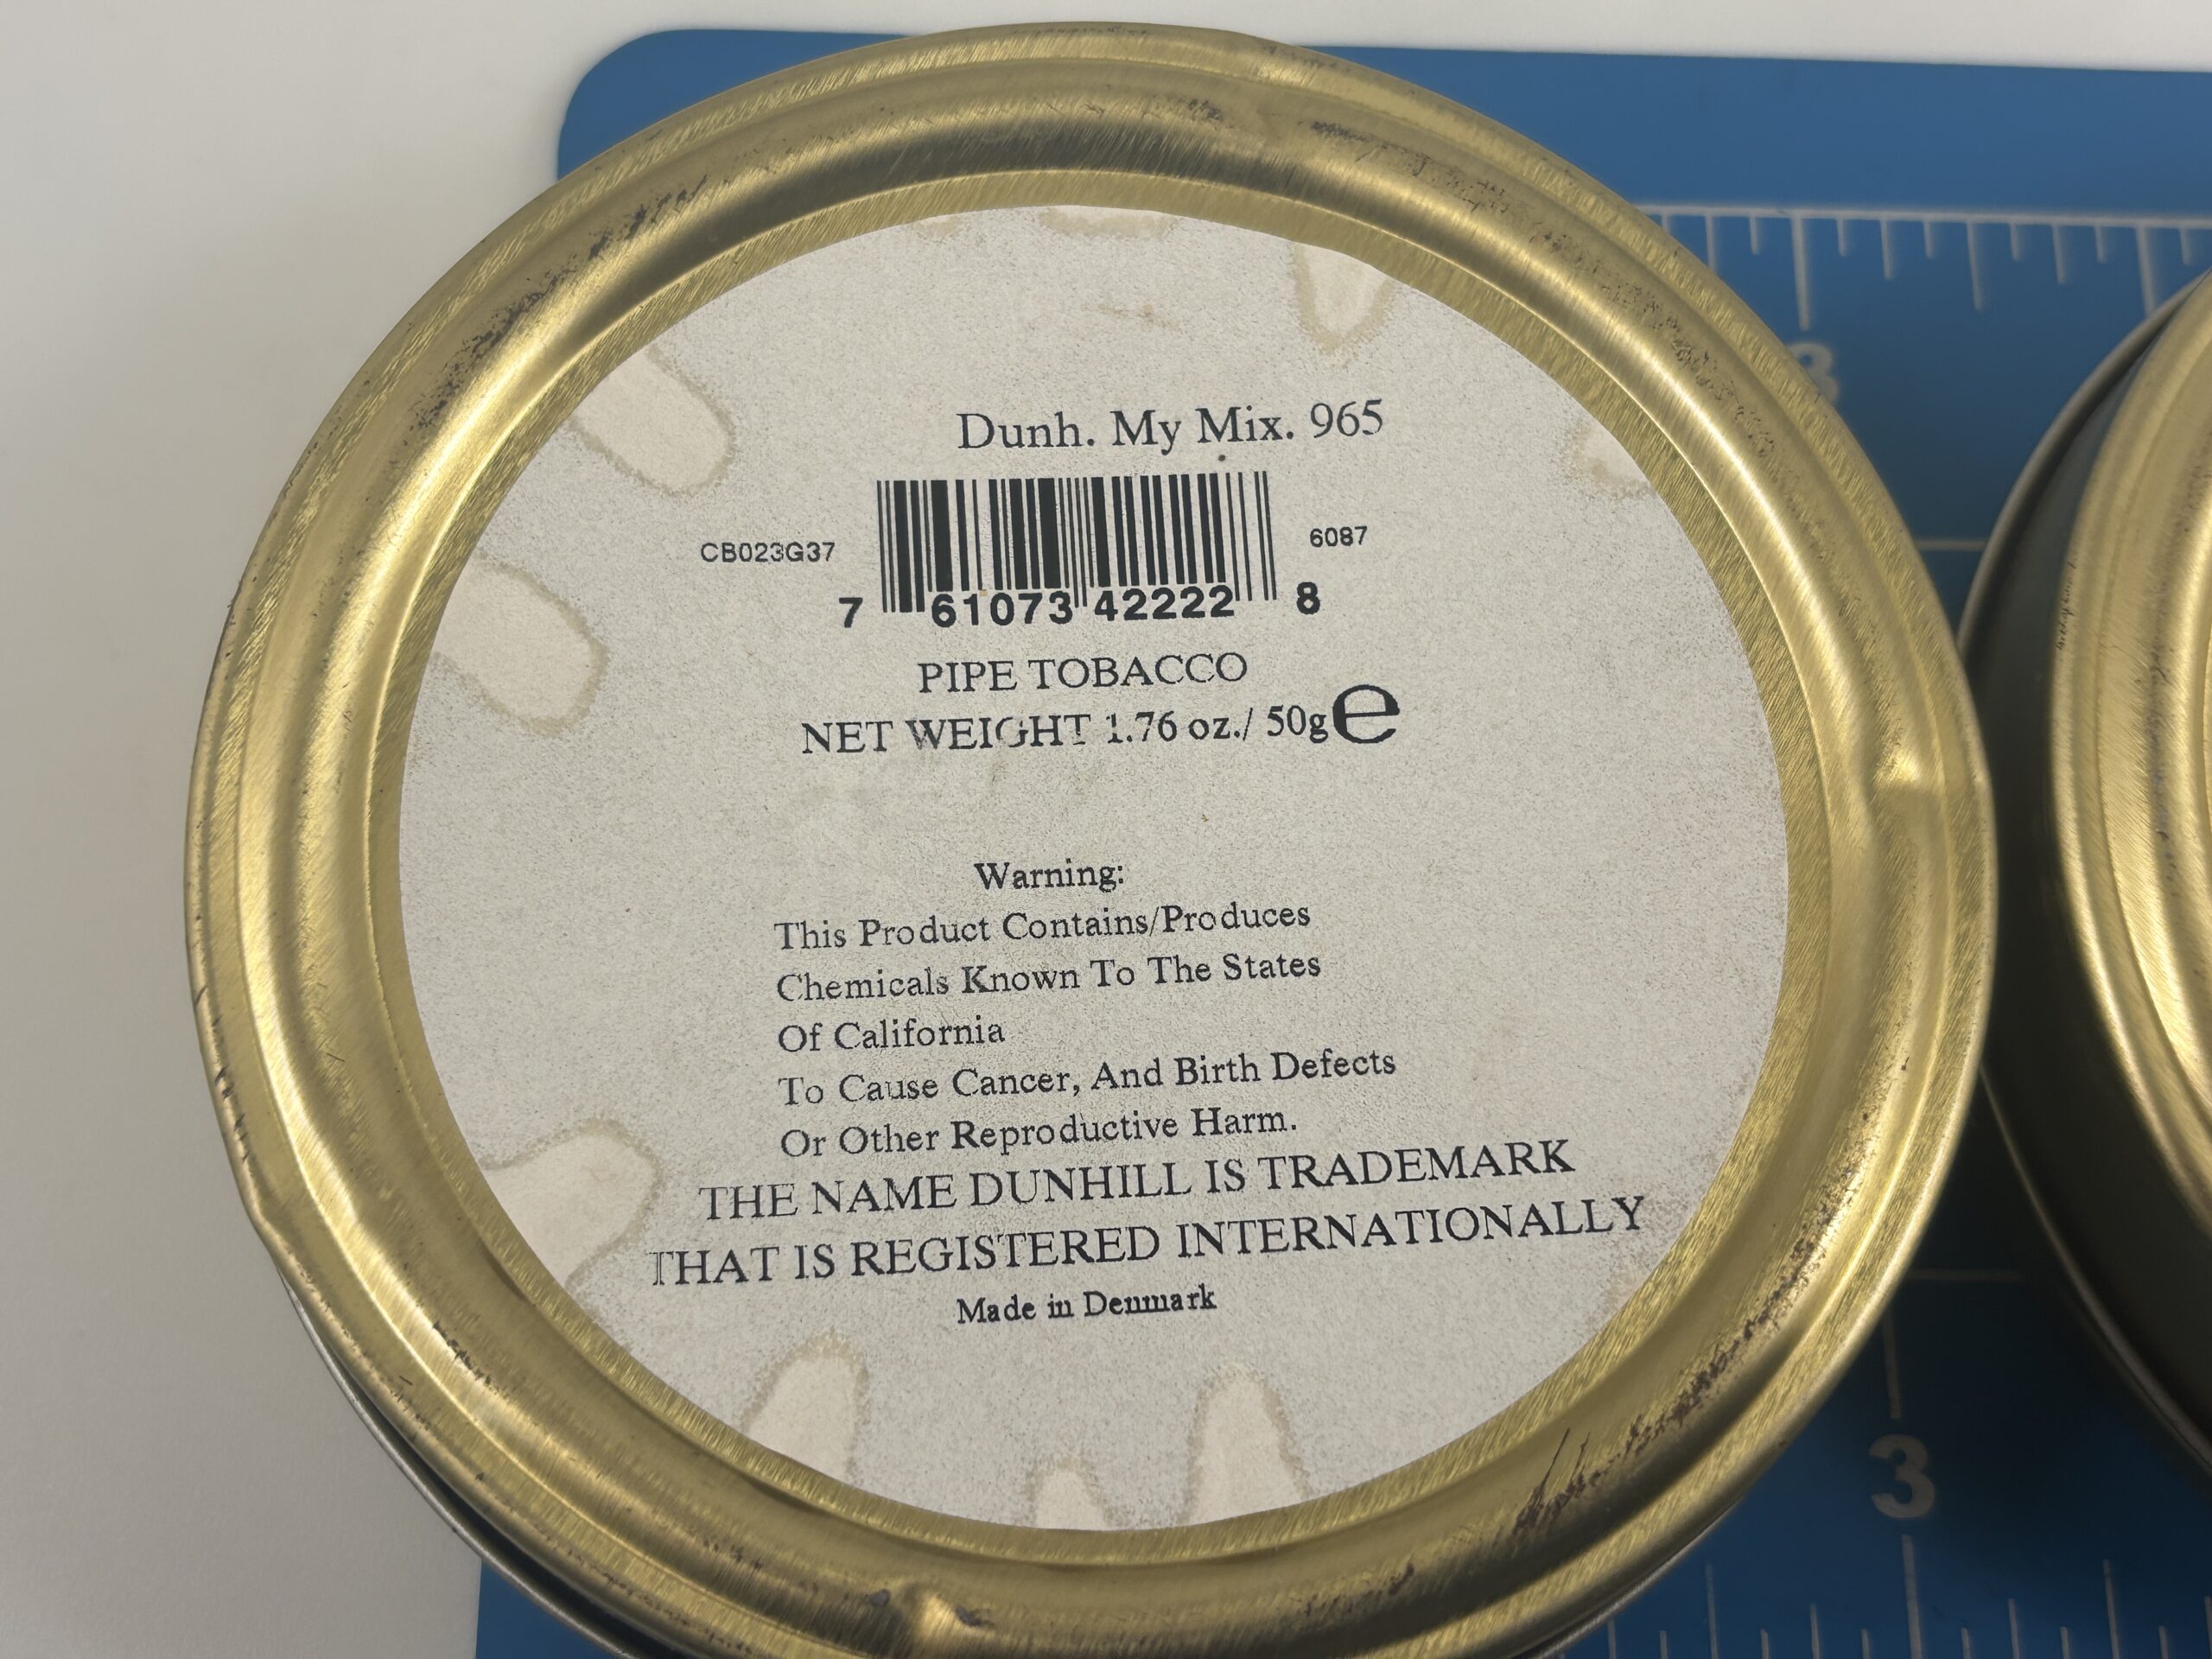 Dunh. My Mix. 965
CB023G37
6087
7 61073 42222 8
PIPE TOBACCO
NET WEIGHT 1.76 oz./ 50g e
Warning:
This Product Contains/Produces
Chemicals Known To The States
Of California
To Cause Cancer, And Birth Defects
Or Other Reproductive Harm.
THE NAME DUNHILL IS TRADEMARK
THAT IS REGISTERED INTERNATIONALLY
Made in Denmark
3
3